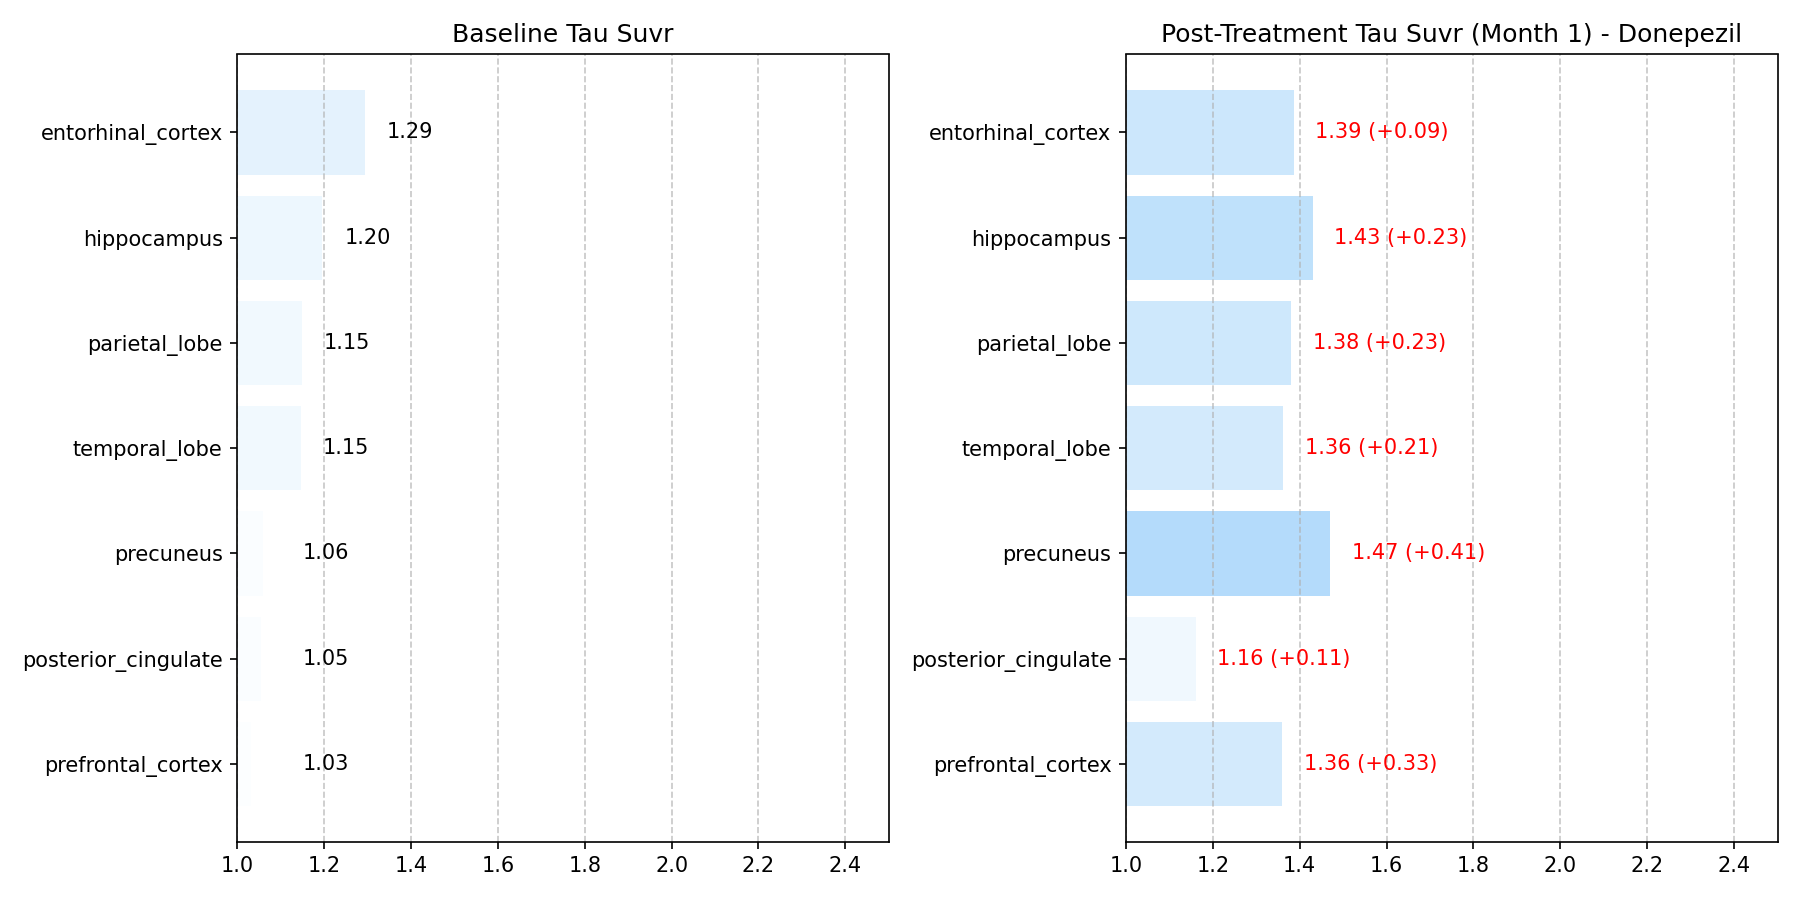 Baseline Tau Suvr
entorhinal_cortex
1.29
hippocampus
1.20
parietal_lobe
1.15
temporal_lobe
1.15
precuneus
1.06
posterior_cingulate
1.05
prefrontal_cortex
1.03
1.0 1.2 1.4 1.6 1.8 2.0 2.2 2.4
Post-Treatment Tau Suvr (Month 1) - Donepezil
entorhinal_cortex
1.39 (+0.09)
hippocampus
1.43 (+0.23)
parietal_lobe
1.38 (+0.23)
temporal_lobe
1.36 (+0.21)
precuneus
1.47 (+0.41)
posterior_cingulate
1.16 (+0.11)
prefrontal_cortex
1.36 (+0.33)
1.0 1.2 1.4 1.6 1.8 2.0 2.2 2.4